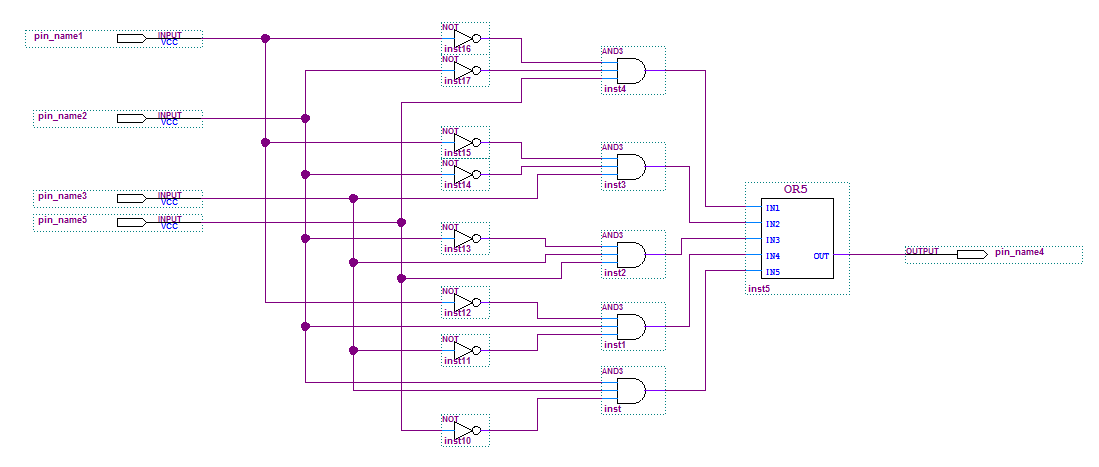 pin_name1
INPUT
VCC
NOT
inst16
NOT
inst17
AND3
inst4
pin_name2
INPUT
VCC
NOT
inst15
NOT
inst14
AND3
inst3
pin_name3
INPUT
VCC
pin_name5
INPUT
VCC
OR5
IN1
IN2
IN3
IN4
IN5
OUT
inst5
NOT
inst13
AND3
inst2
OUTPUT
pin_name4
NOT
inst12
AND3
inst1
NOT
inst11
AND3
inst
NOT
inst10